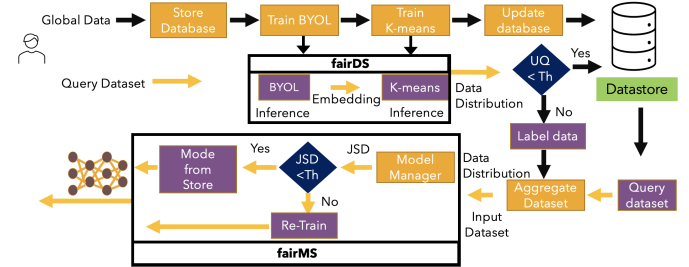 Global Data
Store
Database
Train BYOL
Train
K-means
Update
database
fairDS
Query Dataset
BYOL
Embedding
K-means
Inference
Inference
Data
Distribution
UQ
< Th
Yes
No
Datastore
Label data
Mode
from
Store
Yes
JSD
<Th
JSD
Model
Manager
No
Re-Train
fairMS
Data
Distribution
Input
Dataset
Aggregate
Dataset
Query
dataset